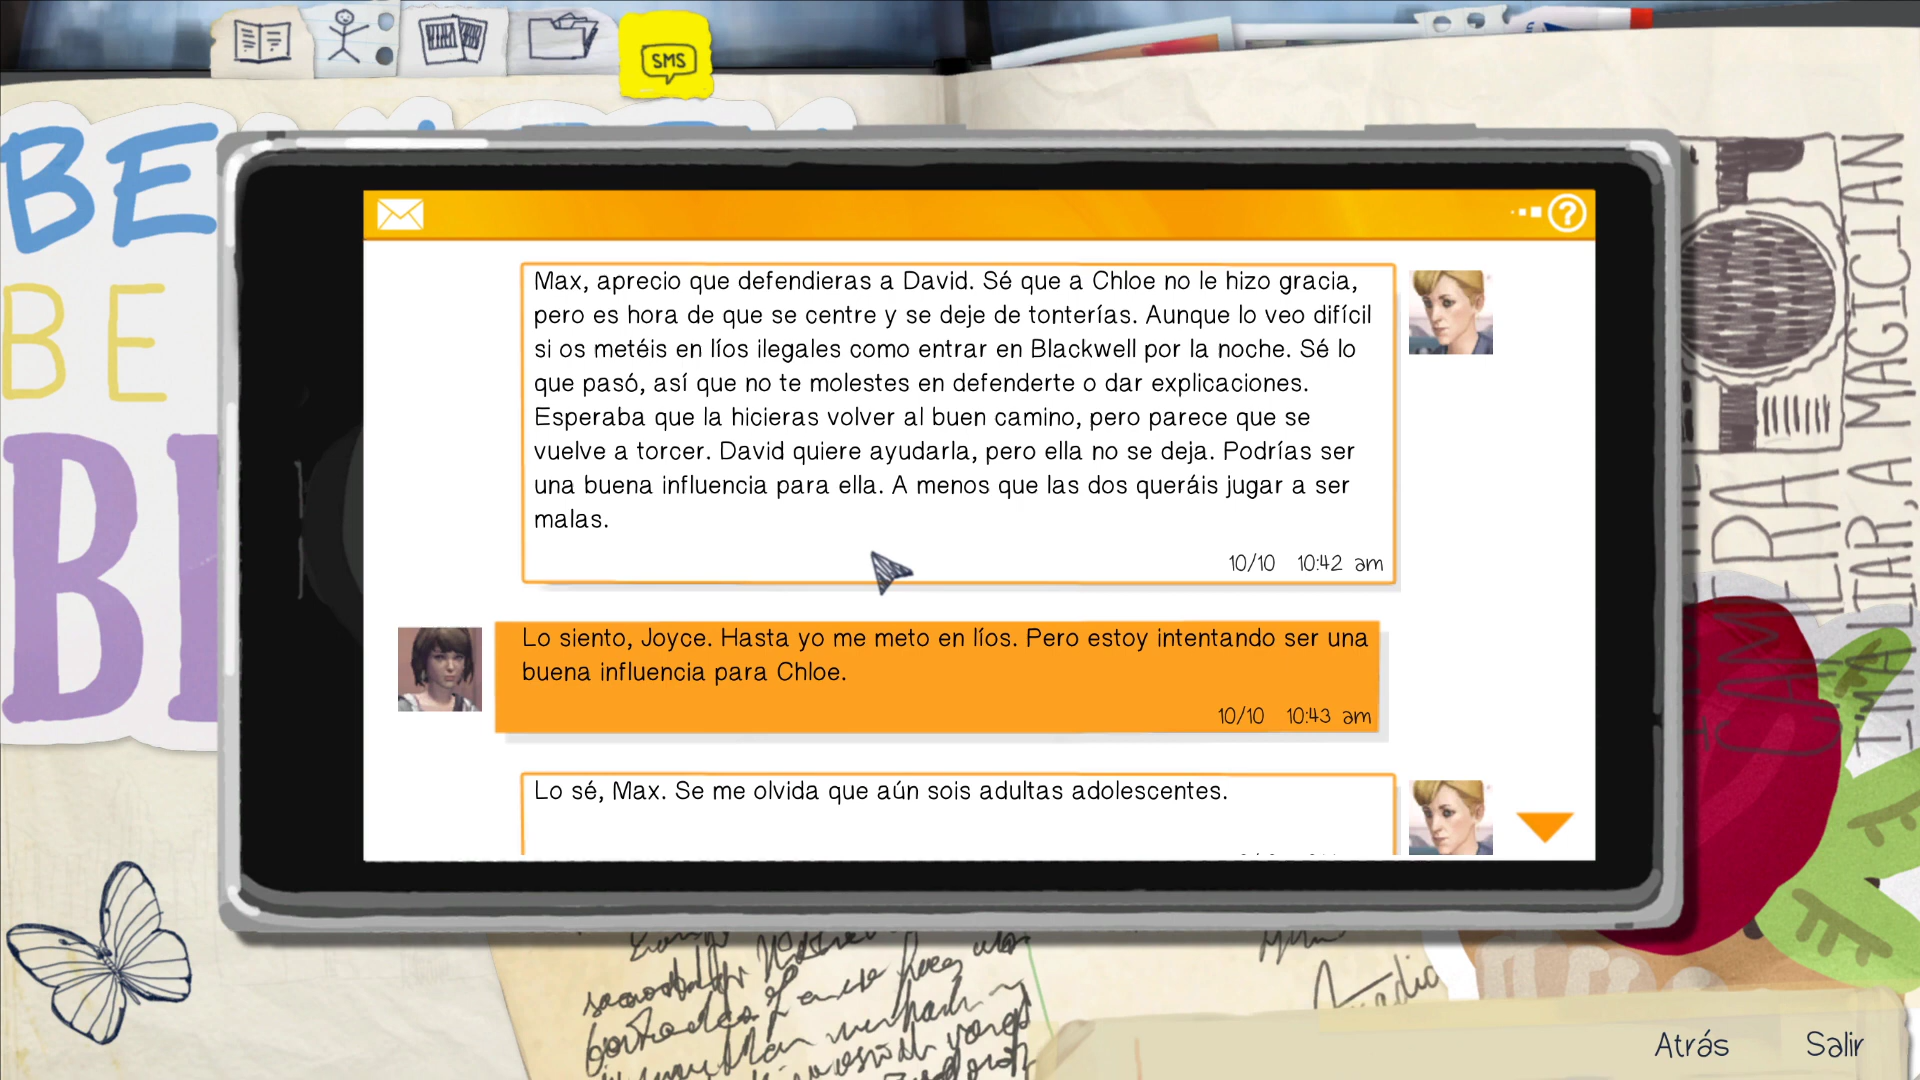 SMS
BE
BE
Max, aprecio que defendieras a David. Sé que a Chloe no le hizo gracia,
pero es hora de que se centre y se deje de tonterías. Aunque lo veo difícil
si os metéis en líos ilegales como entrar en Blackwell por la noche. Sé lo
que pasó, así que no te molestes en defenderte o dar explicaciones.
Esperaba que la hicieras volver al buen camino, pero parece que se
vuelve a torcer. David quiere ayudarla, pero ella no se deja. Podrías ser
una buena influencia para ella. A menos que las dos queráis jugar a ser
malas.
10/10 10:42 am
Lo siento, Joyce. Hasta yo me meto en líos. Pero estoy intentando ser una
buena influencia para Chloe.
10/10 10:43 am
Lo sé, Max. Se me olvida que aún sois adultas adolescentes.
CAMERA
I'M A LIAR, A MAGICIAN
Atrás Salir